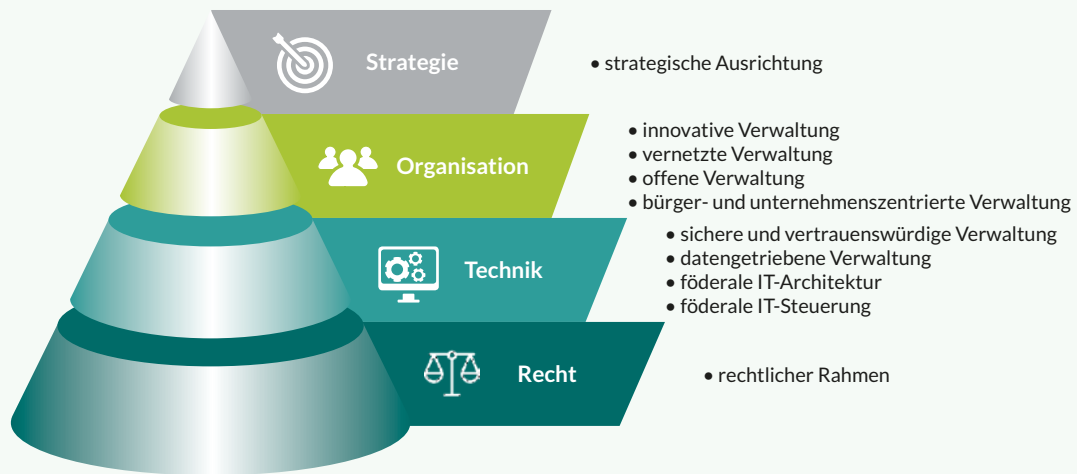 Strategie
• strategische Ausrichtung
Organisation
• innovative Verwaltung
• vernetzte Verwaltung
• offene Verwaltung
• bürger- und unternehmenszentrierte Verwaltung
Technik
• sichere und vertrauenswürdige Verwaltung
• datengetriebene Verwaltung
• föderale IT-Architektur
• föderale IT-Steuerung
Recht
• rechtlicher Rahmen